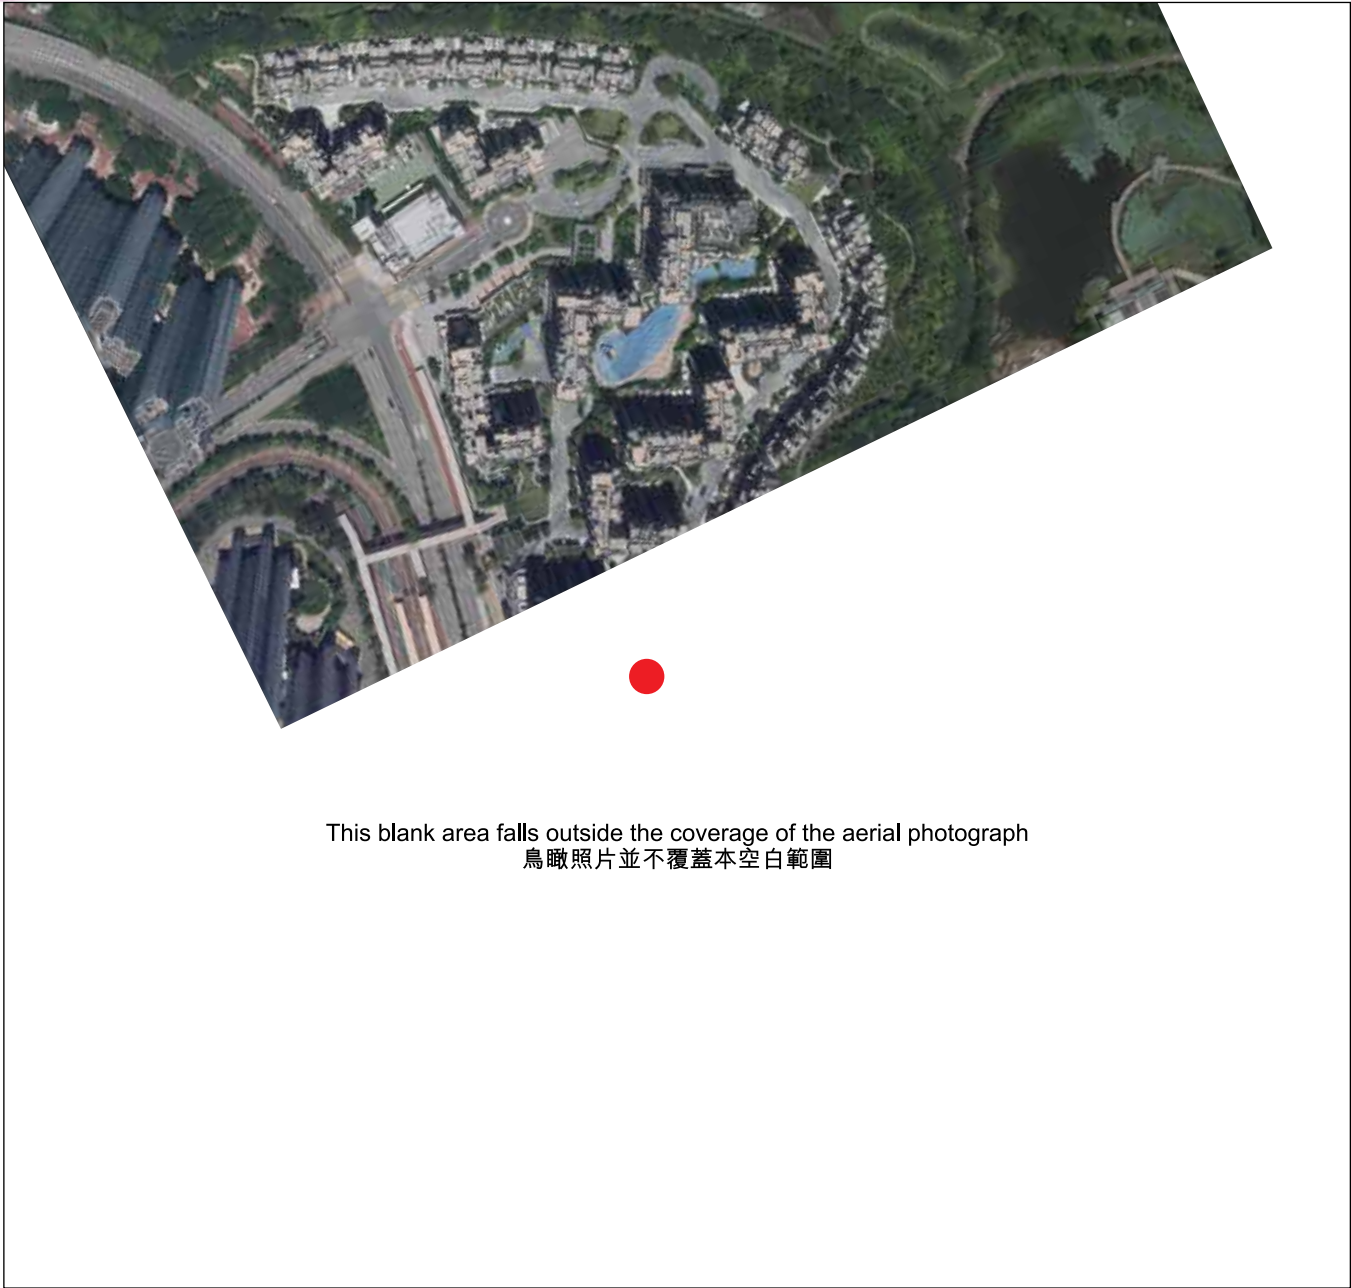 This blank area falls outside the coverage of the aerial photograph
鳥瞰照片並不覆蓋本空白範圍